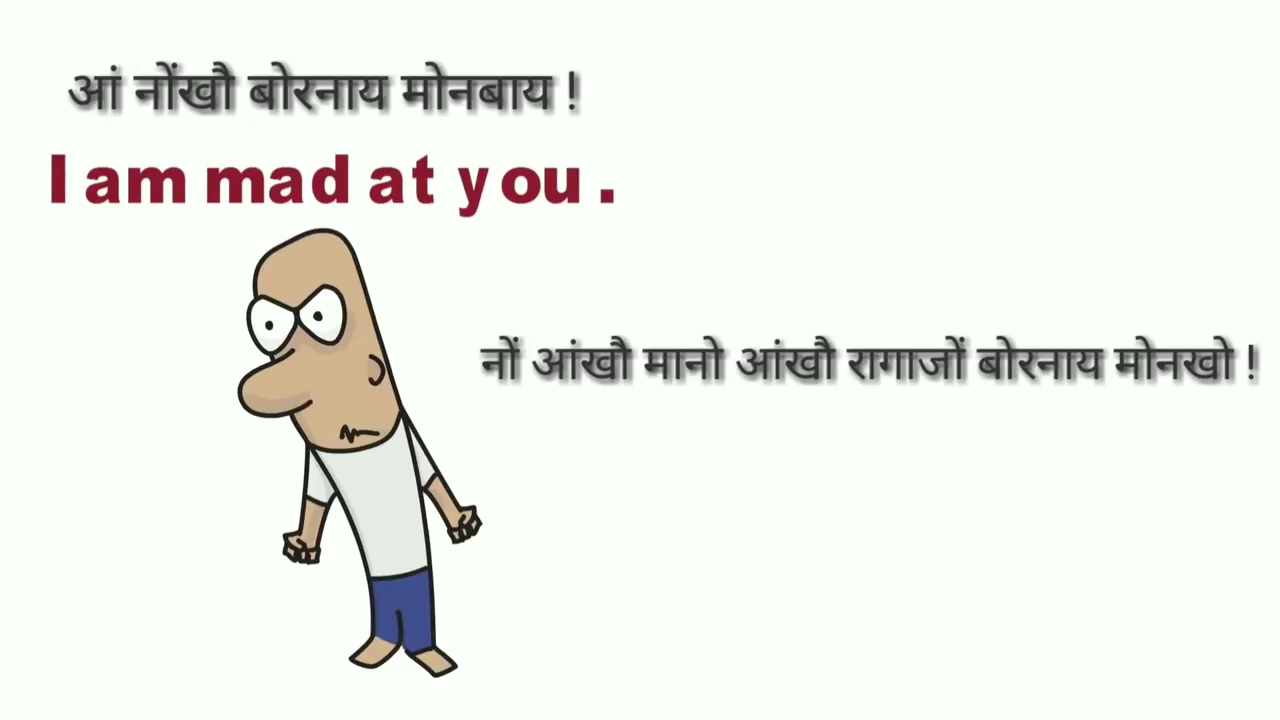 आं नोंखौ बोरनाय मोनबाय !
I am mad at you .
नों आंखौ मानो आंखौ रागाजों बोरनाय मोनखो !